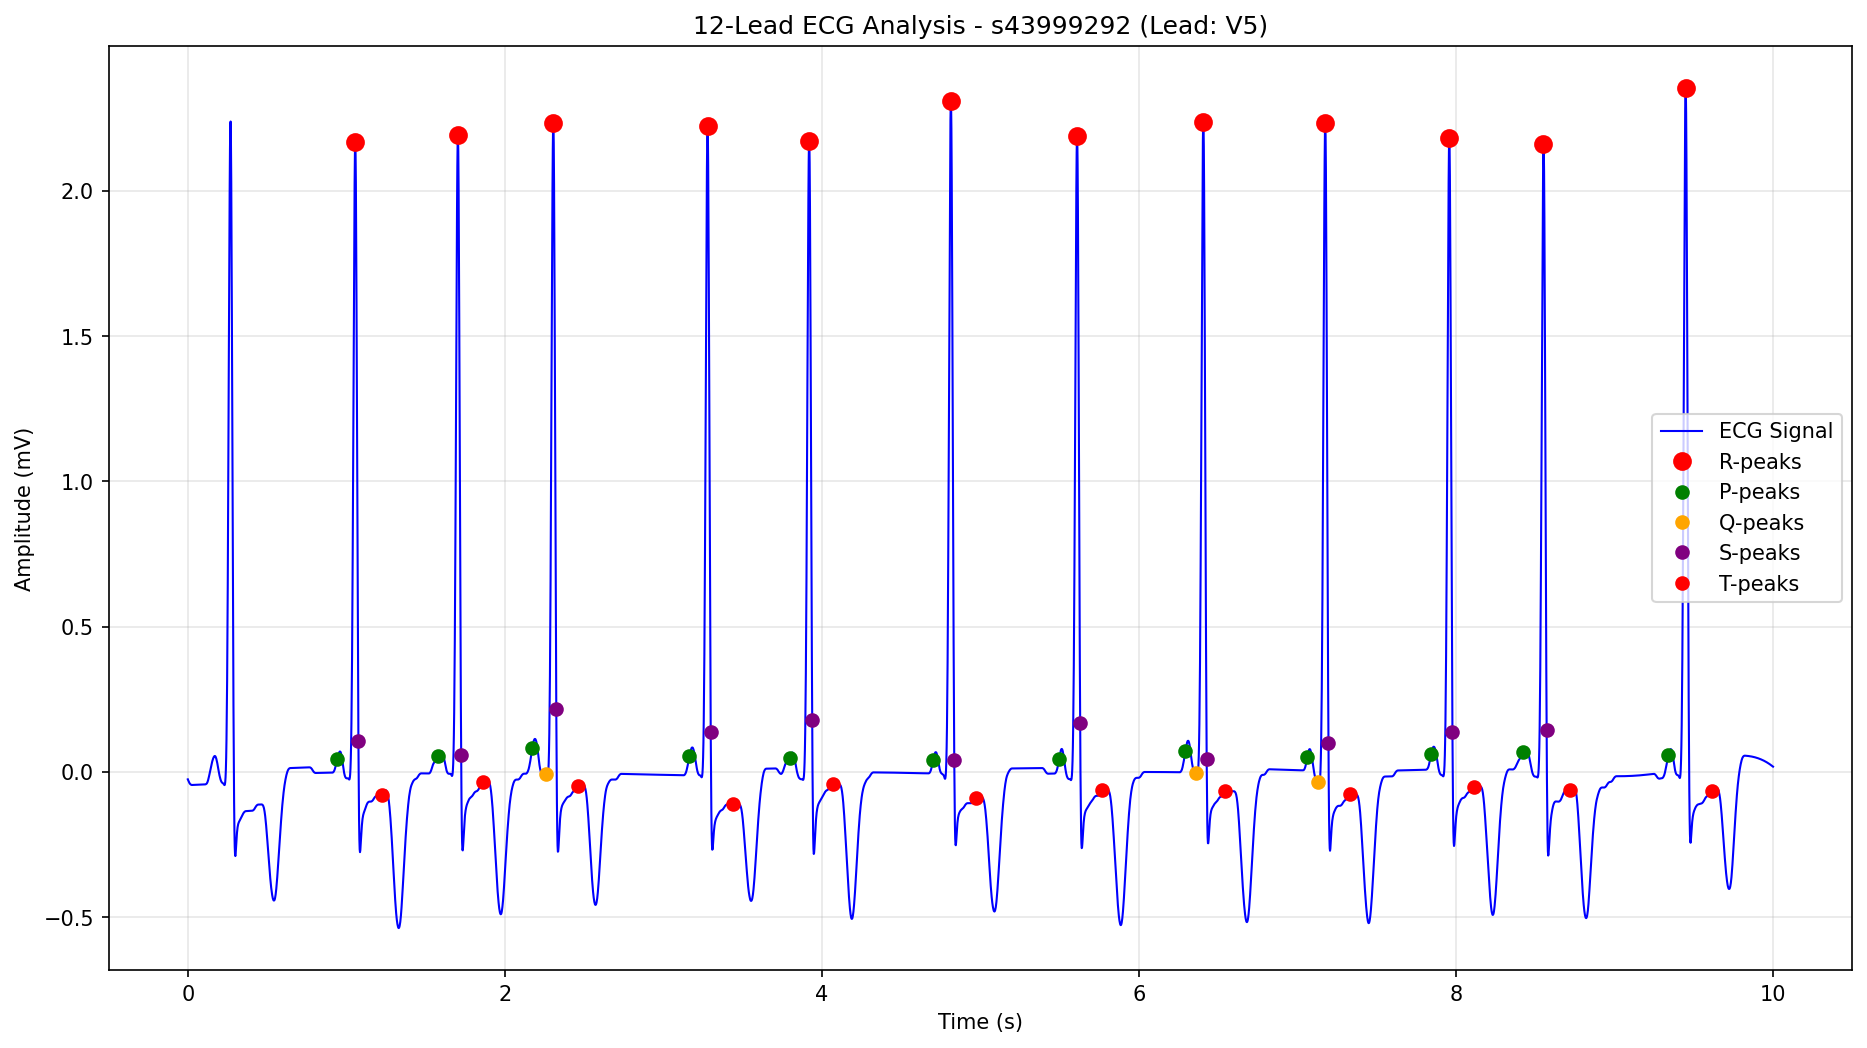 12-Lead ECG Analysis - s43999292 (Lead: V5)
Amplitude (mV)
2.0
1.5
1.0
0.5
0.0
−0.5
ECG Signal
R-peaks
P-peaks
Q-peaks
S-peaks
T-peaks
0
2
4
6
8
10
Time (s)